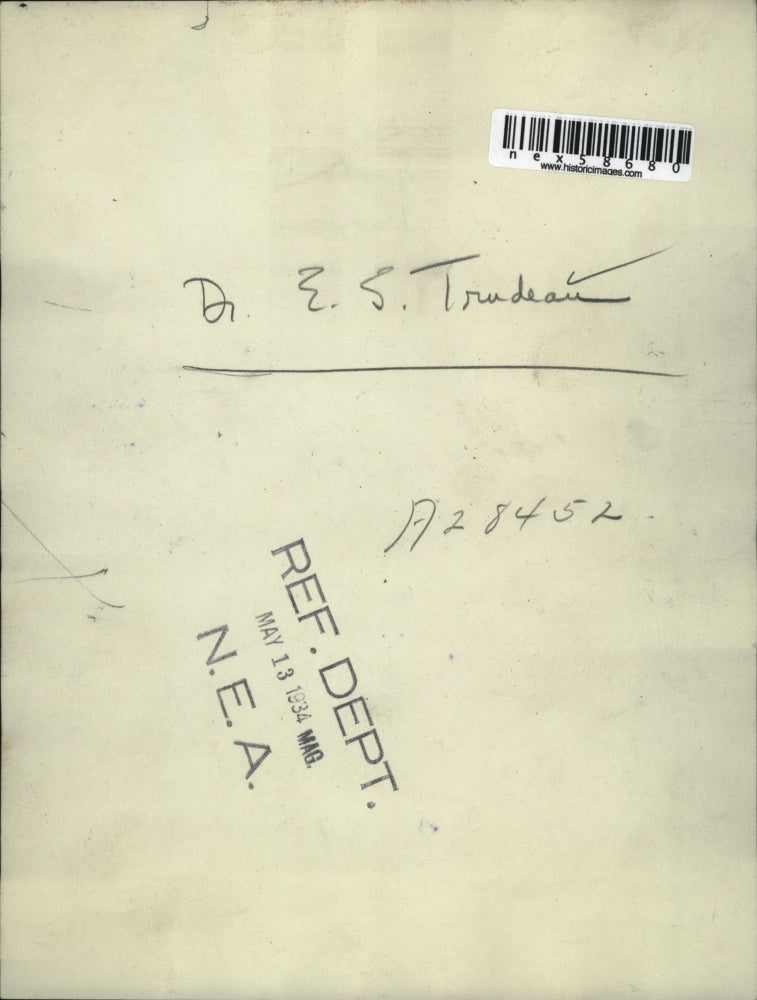 nex58680
www.historicimages.com
Dr. E. S. Trudeau
A28452
REF. DEPT.
MAY 13 1934 MAG.
N. E. A.